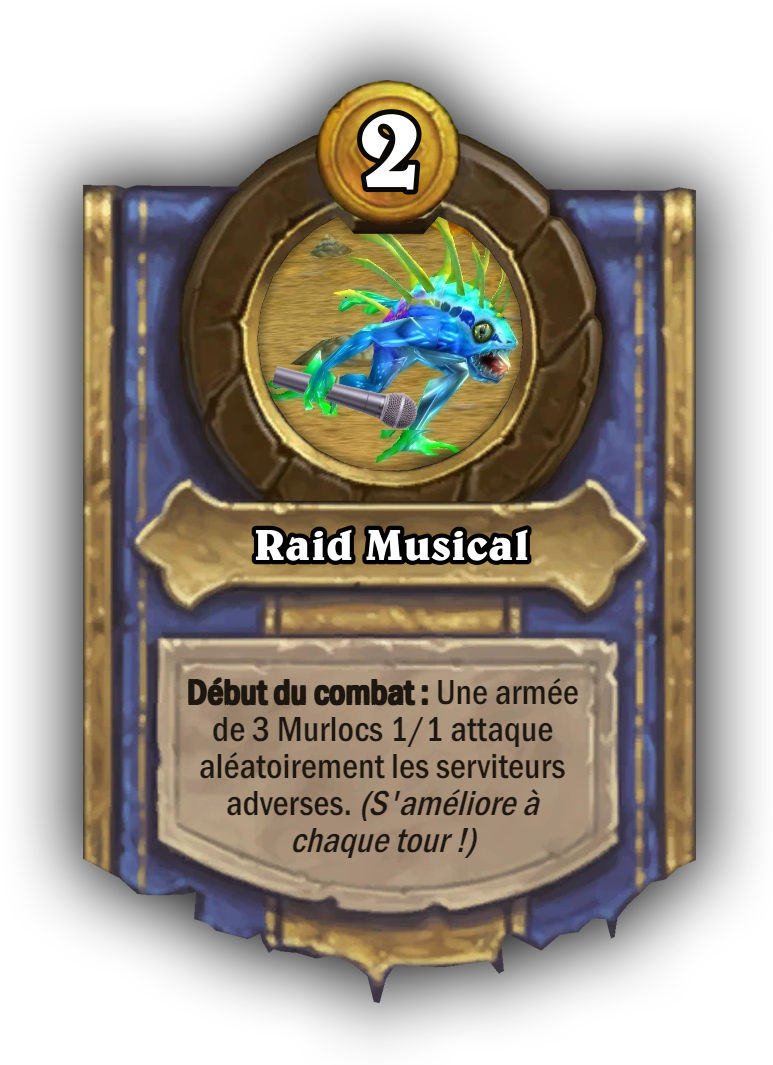 2
Raid Musical
Début du combat : Une armée
de 3 Murlocs 1/1 attaque
aléatoirement les serviteurs
adverses. (S'améliore à
chaque tour !)